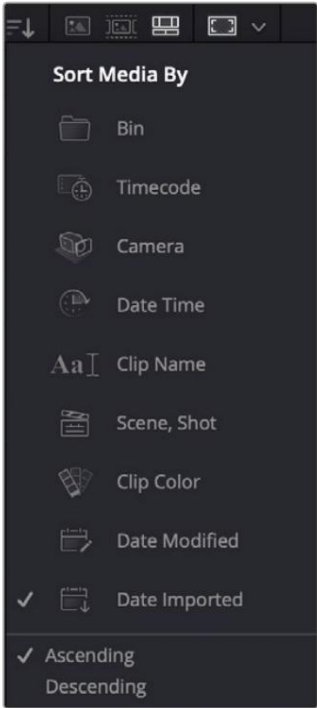 Sort Media By
Bin
Timecode
Camera
Date Time
Aa Clip Name
Scene, Shot
Clip Color
Date Modified
Date Imported
Ascending
Descending